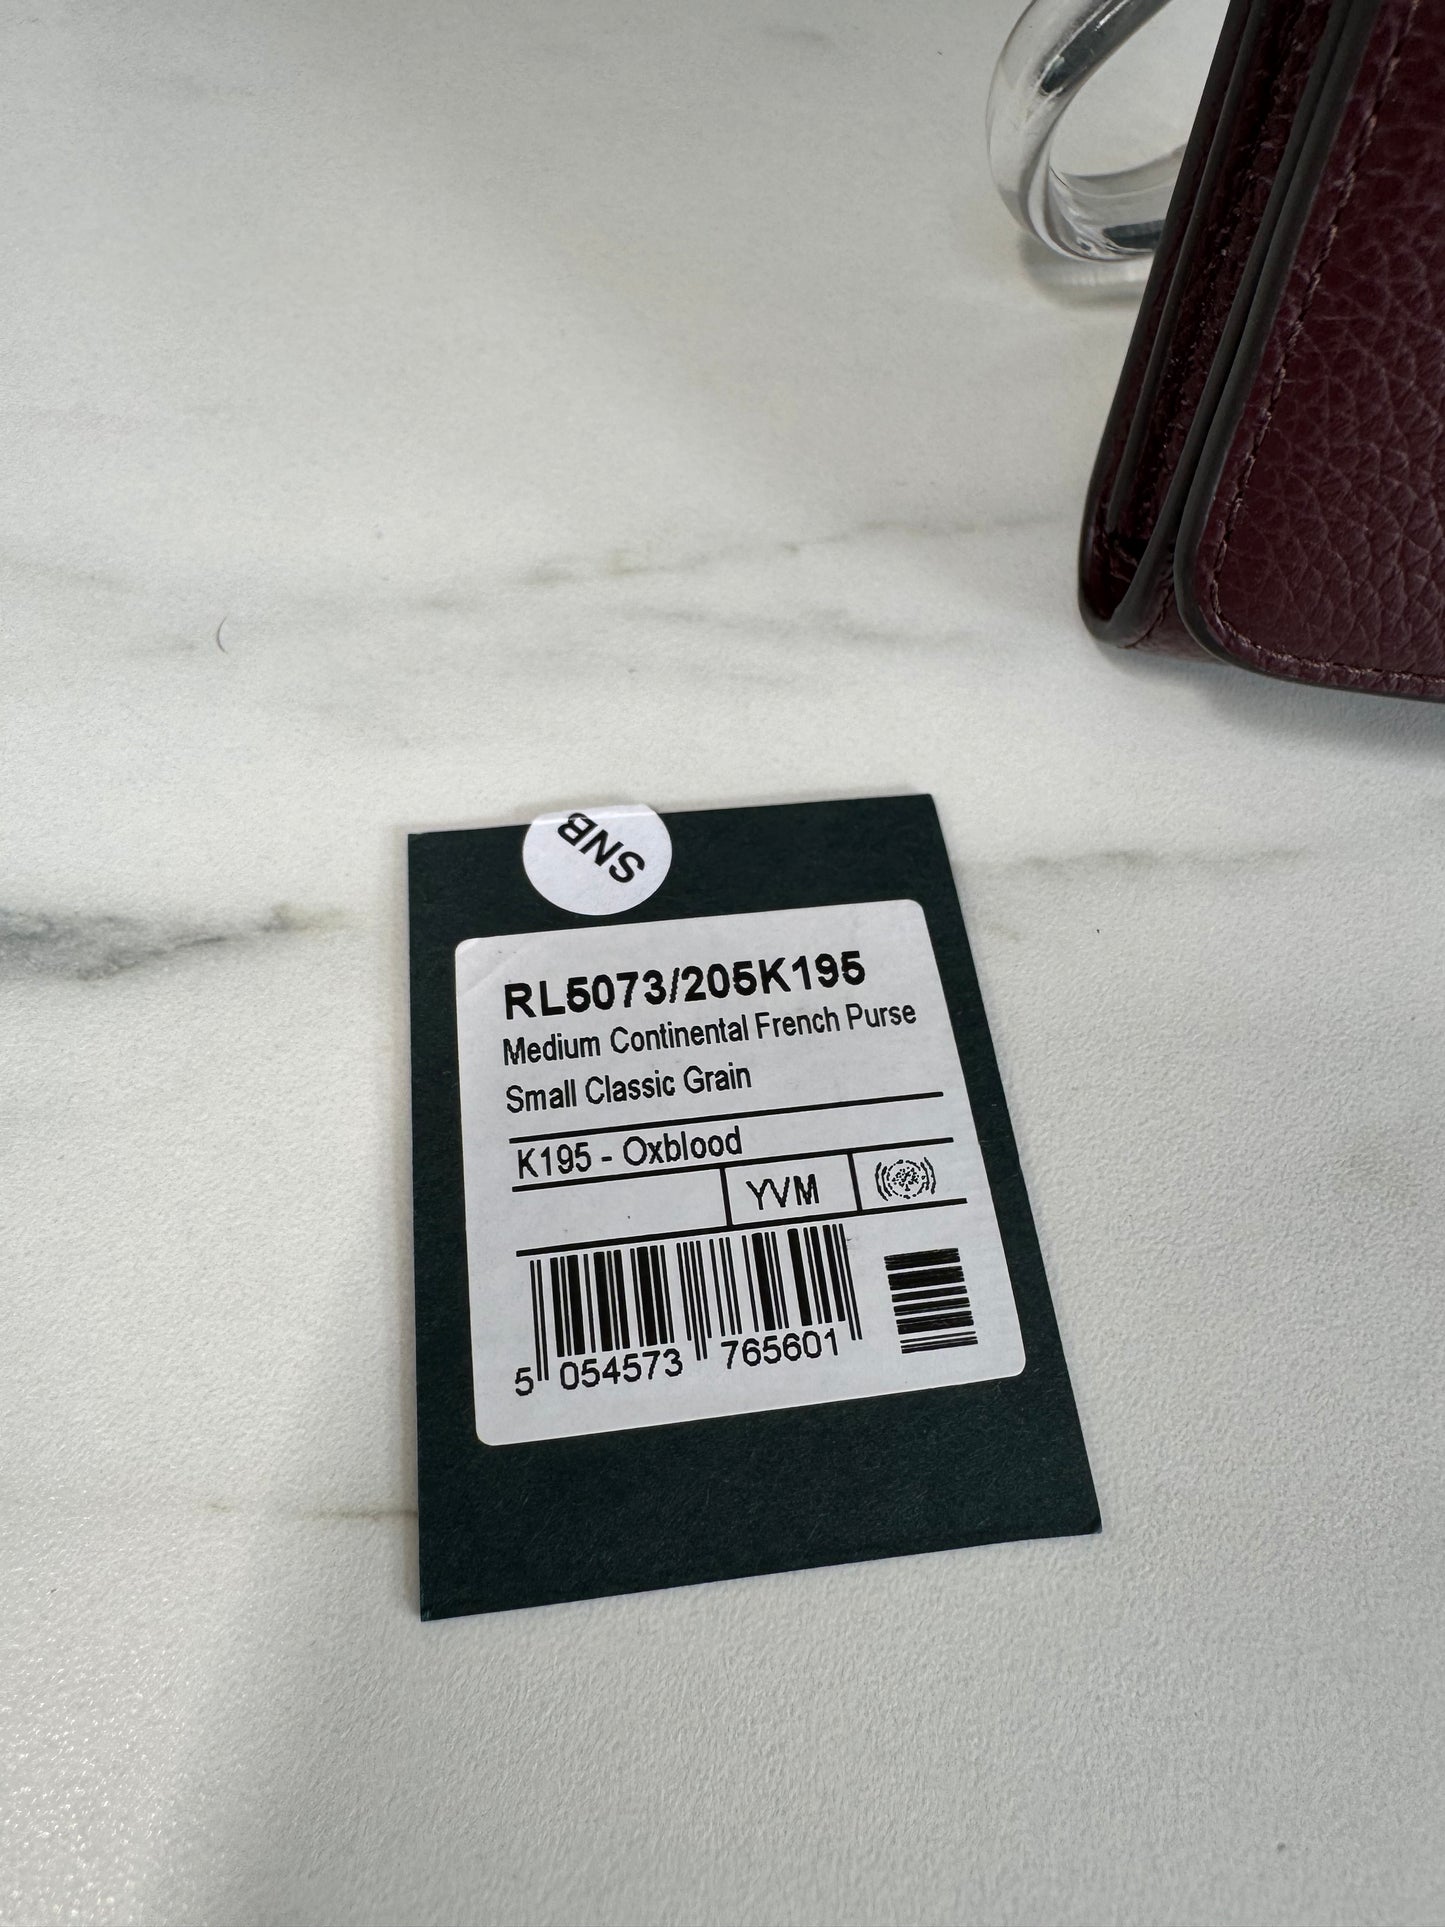 SNB
RL5073/205K195
Medium Continental French Purse
Small Classic Grain
K195 - Oxblood
YVM
5 054573 765601